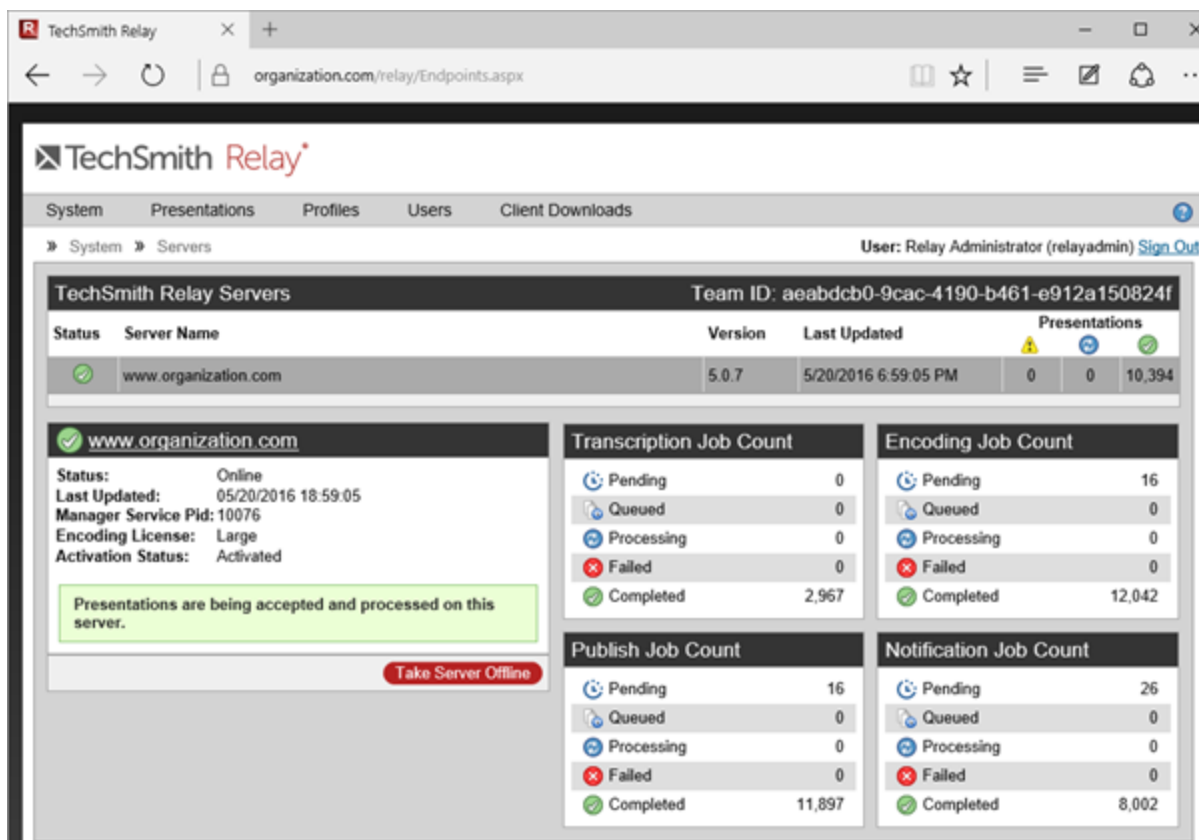 TechSmith Relay
organization.com/relay/Endpoints.aspx
TechSmith Relay
System Presentations Profiles Users Client Downloads
» System » Servers
User: Relay Administrator (relayadmin) Sign Out
TechSmith Relay Servers Team ID: aeabdcb0-9cac-4190-b461-e912a150824f
Status Server Name Version Last Updated Presentations
www.organization.com 5.0.7 5/20/2016 6:59:05 PM 0 0 10,394
www.organization.com
Status: Online
Last Updated: 05/20/2016 18:59:05
Manager Service Pid: 10076
Encoding License: Large
Activation Status: Activated
Presentations are being accepted and processed on this
server.
Take Server Offline
Transcription Job Count
Pending 0
Queued 0
Processing 0
Failed 0
Completed 2,967
Encoding Job Count
Pending 16
Queued 0
Processing 0
Failed 0
Completed 12,042
Publish Job Count
Pending 16
Queued 0
Processing 0
Failed 0
Completed 11,897
Notification Job Count
Pending 26
Queued 0
Processing 0
Failed 0
Completed 8,002